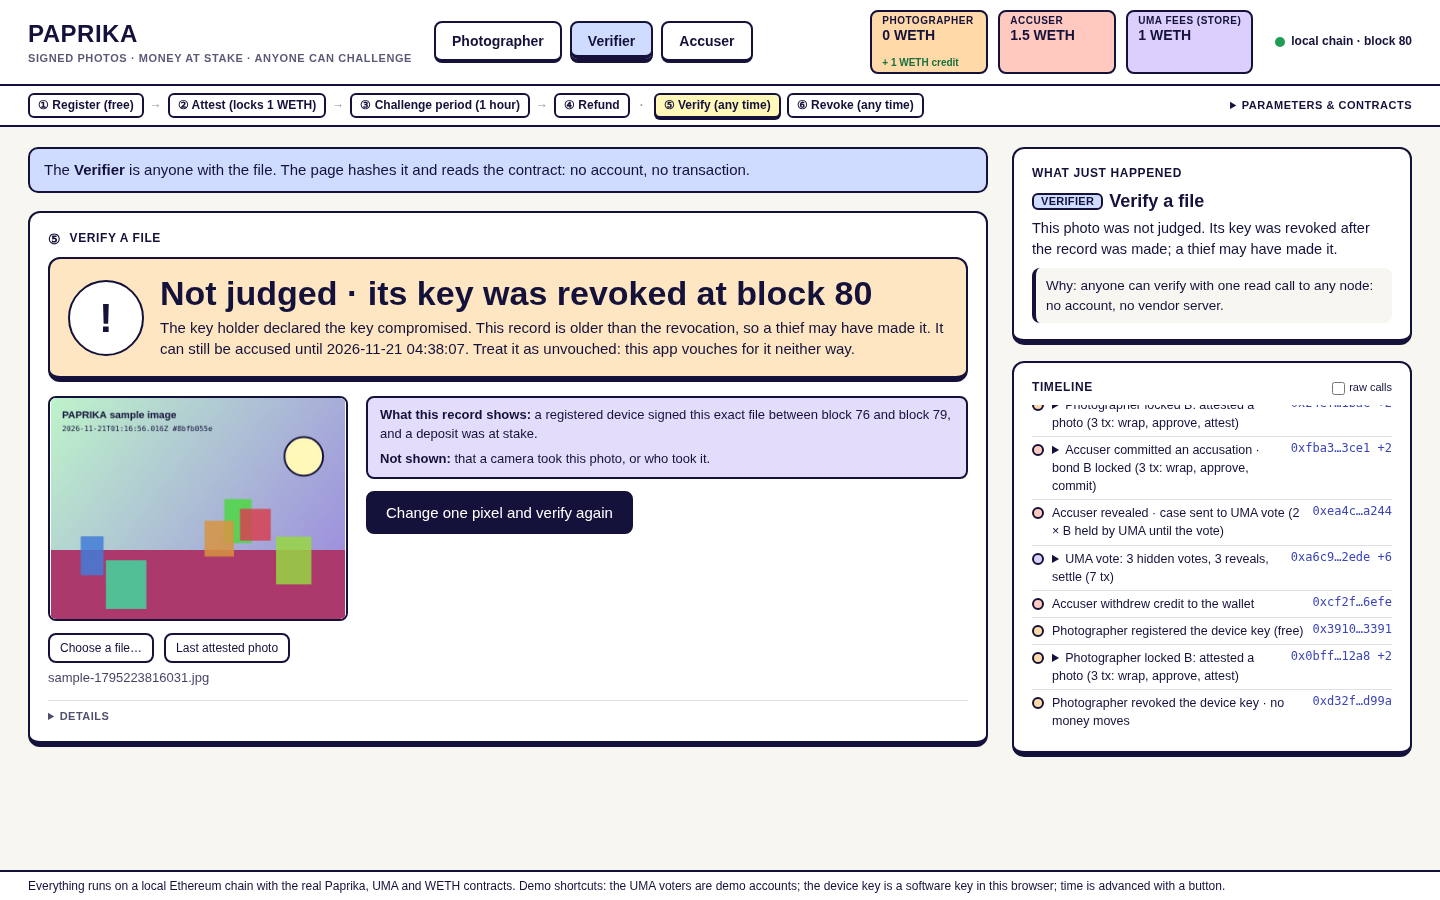 PAPRIKA
SIGNED PHOTOS · MONEY AT STAKE · ANYONE CAN CHALLENGE
Photographer
Verifier
Accuser
PHOTOGRAPHER
0 WETH
+ 1 WETH credit
ACCUSER
1.5 WETH
UMA FEES (STORE)
1 WETH
local chain · block 80
① Register (free) → ② Attest (locks 1 WETH) → ③ Challenge period (1 hour) → ④ Refund · ⑤ Verify (any time) ⑥ Revoke (any time)
PARAMETERS & CONTRACTS
The Verifier is anyone with the file. The page hashes it and reads the contract: no account, no transaction.
⑤ VERIFY A FILE
!
Not judged · its key was revoked at block 80
The key holder declared the key compromised. This record is older than the revocation, so a thief may have made it. It
can still be accused until 2026-11-21 04:38:07. Treat it as unvouched: this app vouches for it neither way.
PAPRIKA sample image
2026-11-21T01:16:56.016Z #8bfb055e
What this record shows: a registered device signed this exact file between block 76 and block 79,
and a deposit was at stake.
Not shown: that a camera took this photo, or who took it.
Change one pixel and verify again
Choose a file…
Last attested photo
sample-1795223816031.jpg
DETAILS
WHAT JUST HAPPENED
VERIFIER Verify a file
This photo was not judged. Its key was revoked after
the record was made; a thief may have made it.
Why: anyone can verify with one read call to any node:
no account, no vendor server.
TIMELINE
raw calls
Photographer locked B: attested a
photo (3 tx: wrap, approve, attest)
Accuser committed an accusation · 0xfba3…3ce1 +2
bond B locked (3 tx: wrap, approve,
commit)
Accuser revealed · case sent to UMA vote (2 0xea4c…a244
× B held by UMA until the vote)
UMA vote: 3 hidden votes, 3 reveals, 0xa6c9…2ede +6
settle (7 tx)
Accuser withdrew credit to the wallet 0xcf2f…6efe
Photographer registered the device key (free) 0x3910…3391
Photographer locked B: attested a 0x0bff…12a8 +2
photo (3 tx: wrap, approve, attest)
Photographer revoked the device key · no 0xd32f…d99a
money moves
Everything runs on a local Ethereum chain with the real Paprika, UMA and WETH contracts. Demo shortcuts: the UMA voters are demo accounts; the device key is a software key in this browser; time is advanced with a button.